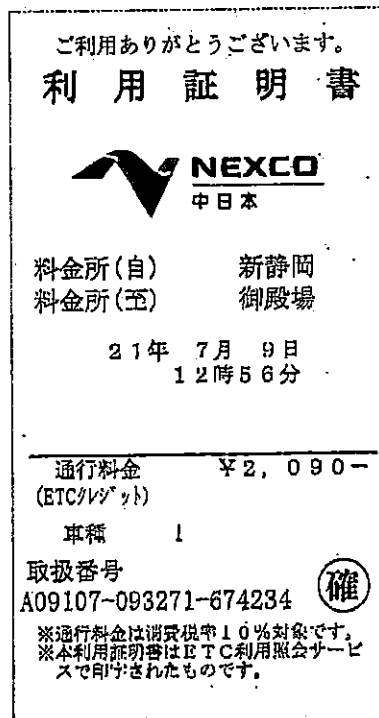 ご利用ありがとうございます。
利用証明書
NEXCO
中日本
料金所(自) 新静岡
料金所(至) 御殿場
21年 7月 9日
12時56分
通行料金 ¥2,090-
(ETCクレジット)
車種 1
取扱番号
A09107-093271-674234 確
※通行料金は消費税率10%対象です。
※本利用証明書はETC利用照会サービ
スで印字されたものです。